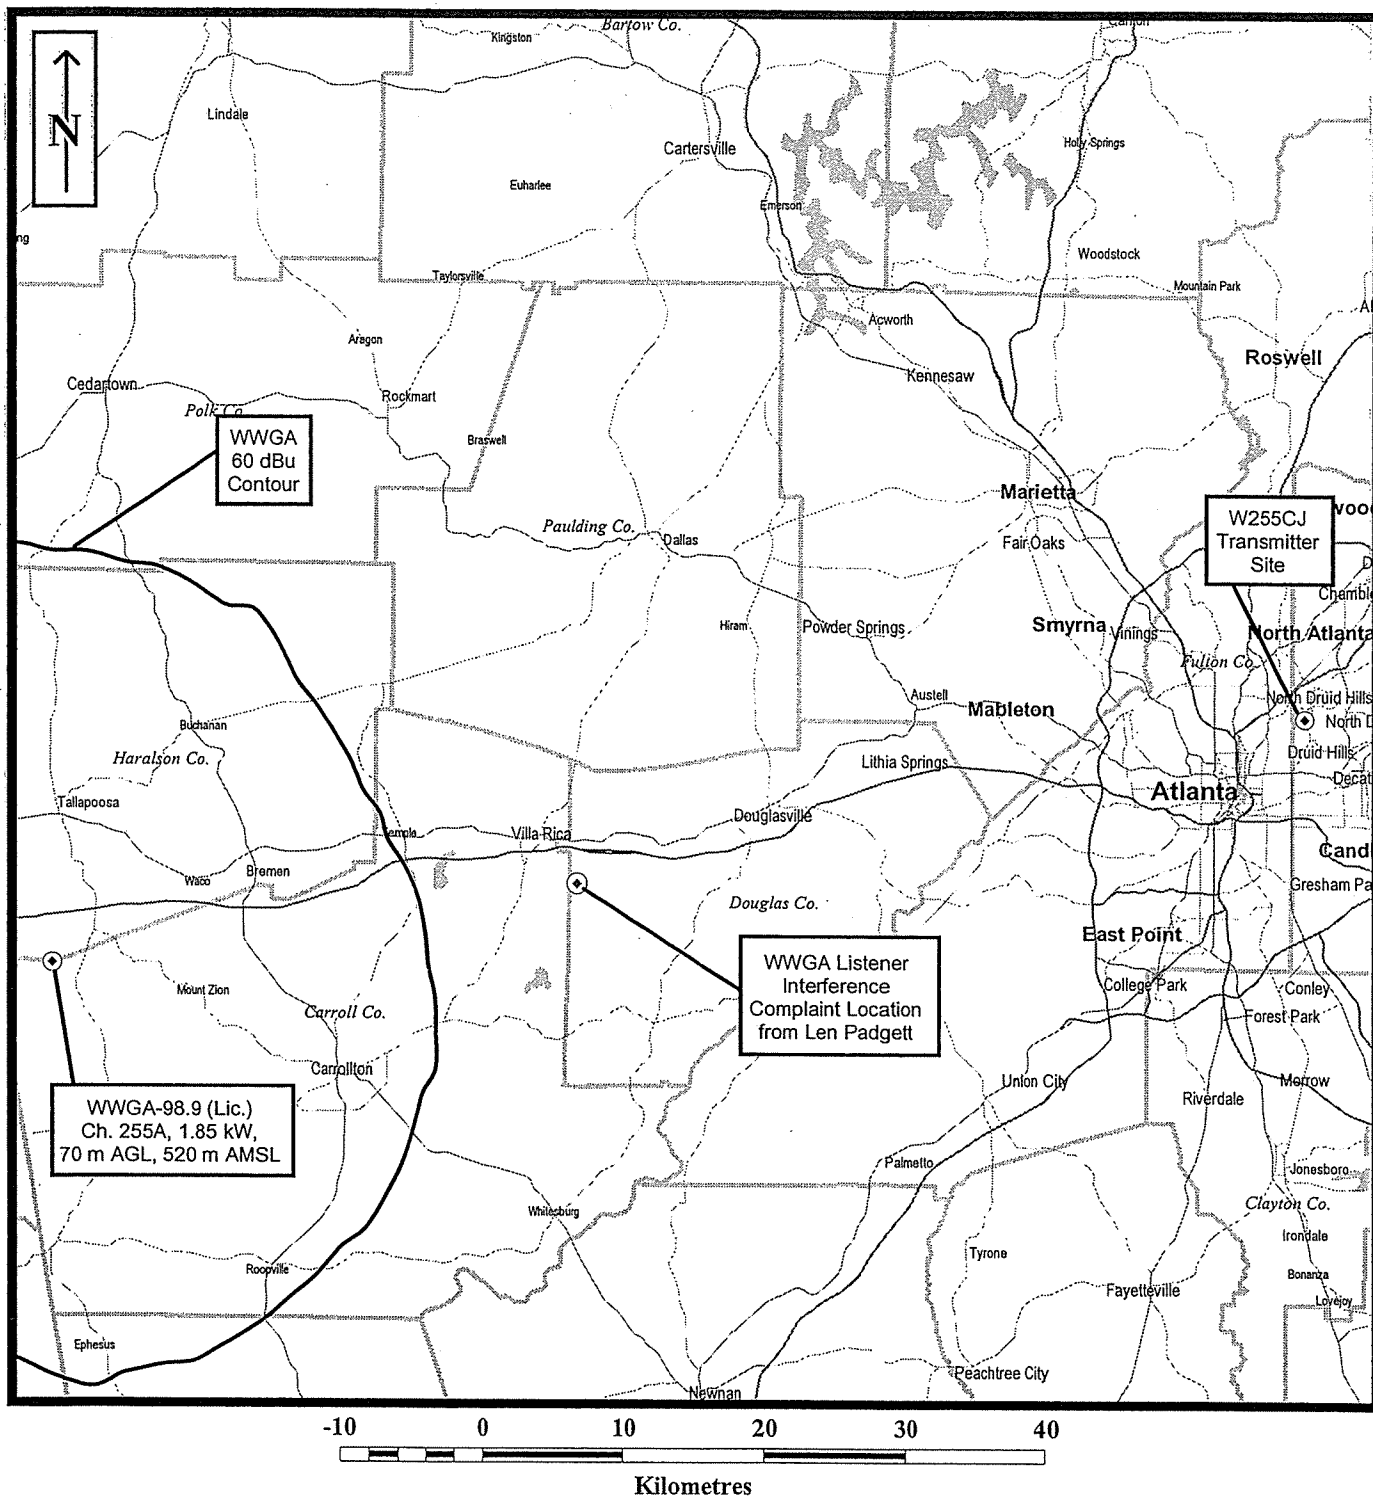 Bartow Co.
Kingston
N
Lindale
Cartersville
Holly Springs
Euharlee
Emerson
ng
Woodstock
Taylorsville
Mountain Park
Acworth
Aragon
Roswell
Kennesaw
Cedartown
Rockmart
Polk Co.
WWGA
60 dBu
Contour
Braswell
Marietta
W255CJ
Transmitter
Site
Paulding Co.
Dallas
Fair Oaks
Hiram
Powder Springs
Smyrna
Vinings
North Atlanta
Fulton Co.
Austell
North Druid Hills
Mableton
North D
Buchanan
Haralson Co.
Druid Hills
Lithia Springs
Decat
Atlanta
Tallapoosa
Douglasville
Temple
Villa Rica
Cand
Waco
Bremen
Gresham Pa
Douglas Co.
East Point
WWGA Listener
Interference
Complaint Location
from Len Padgett
Mount Zion
College Park
Conley
Carroll Co.
Forest Park
Carrollton
Union City
Morrow
Riverdale
WWGA-98.9 (Lic.)
Ch. 255A, 1.85 kW,
70 m AGL, 520 m AMSL
Palmetto
Jonesboro
Clayton Co.
Whitesburg
Irondale
Tyrone
Roopville
Bonanza
Fayetteville
Lovejoy
Ephesus
Peachtree City
Newnan
-10 0 10 20 30 40
Kilometres